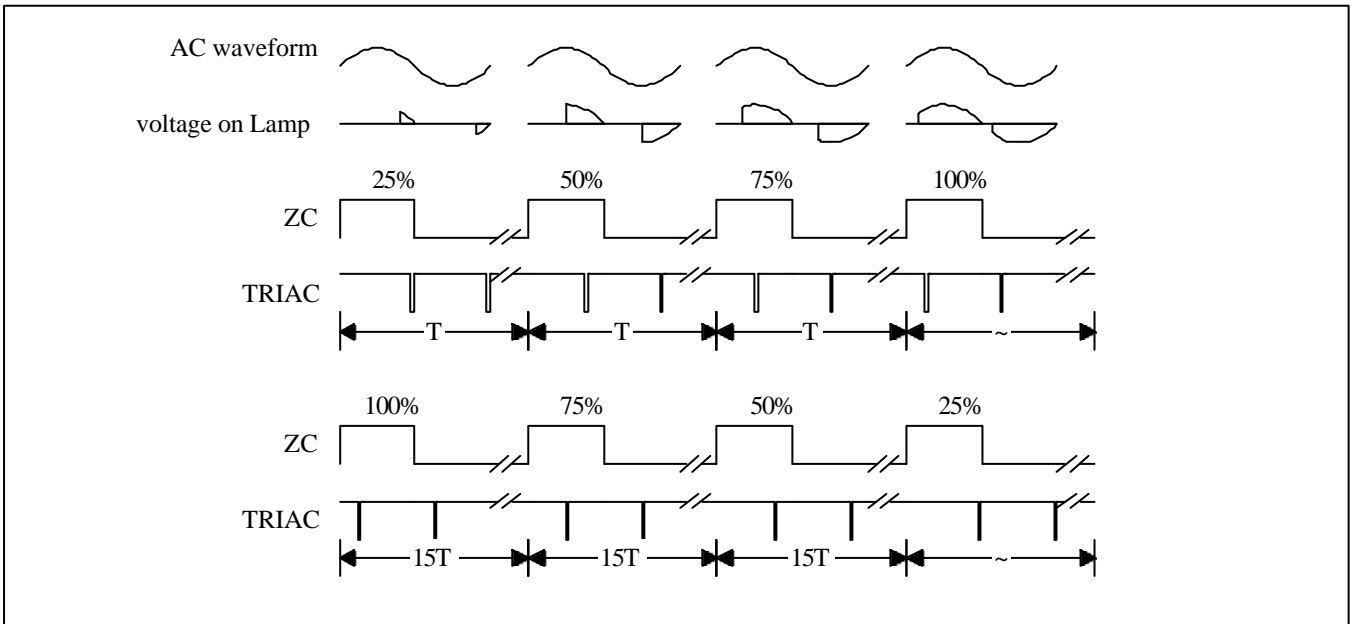 AC waveform
voltage on Lamp
25% 50% 75% 100%
ZC
TRIAC
T T T ~
100% 75% 50% 25%
ZC
TRIAC
15T 15T 15T ~